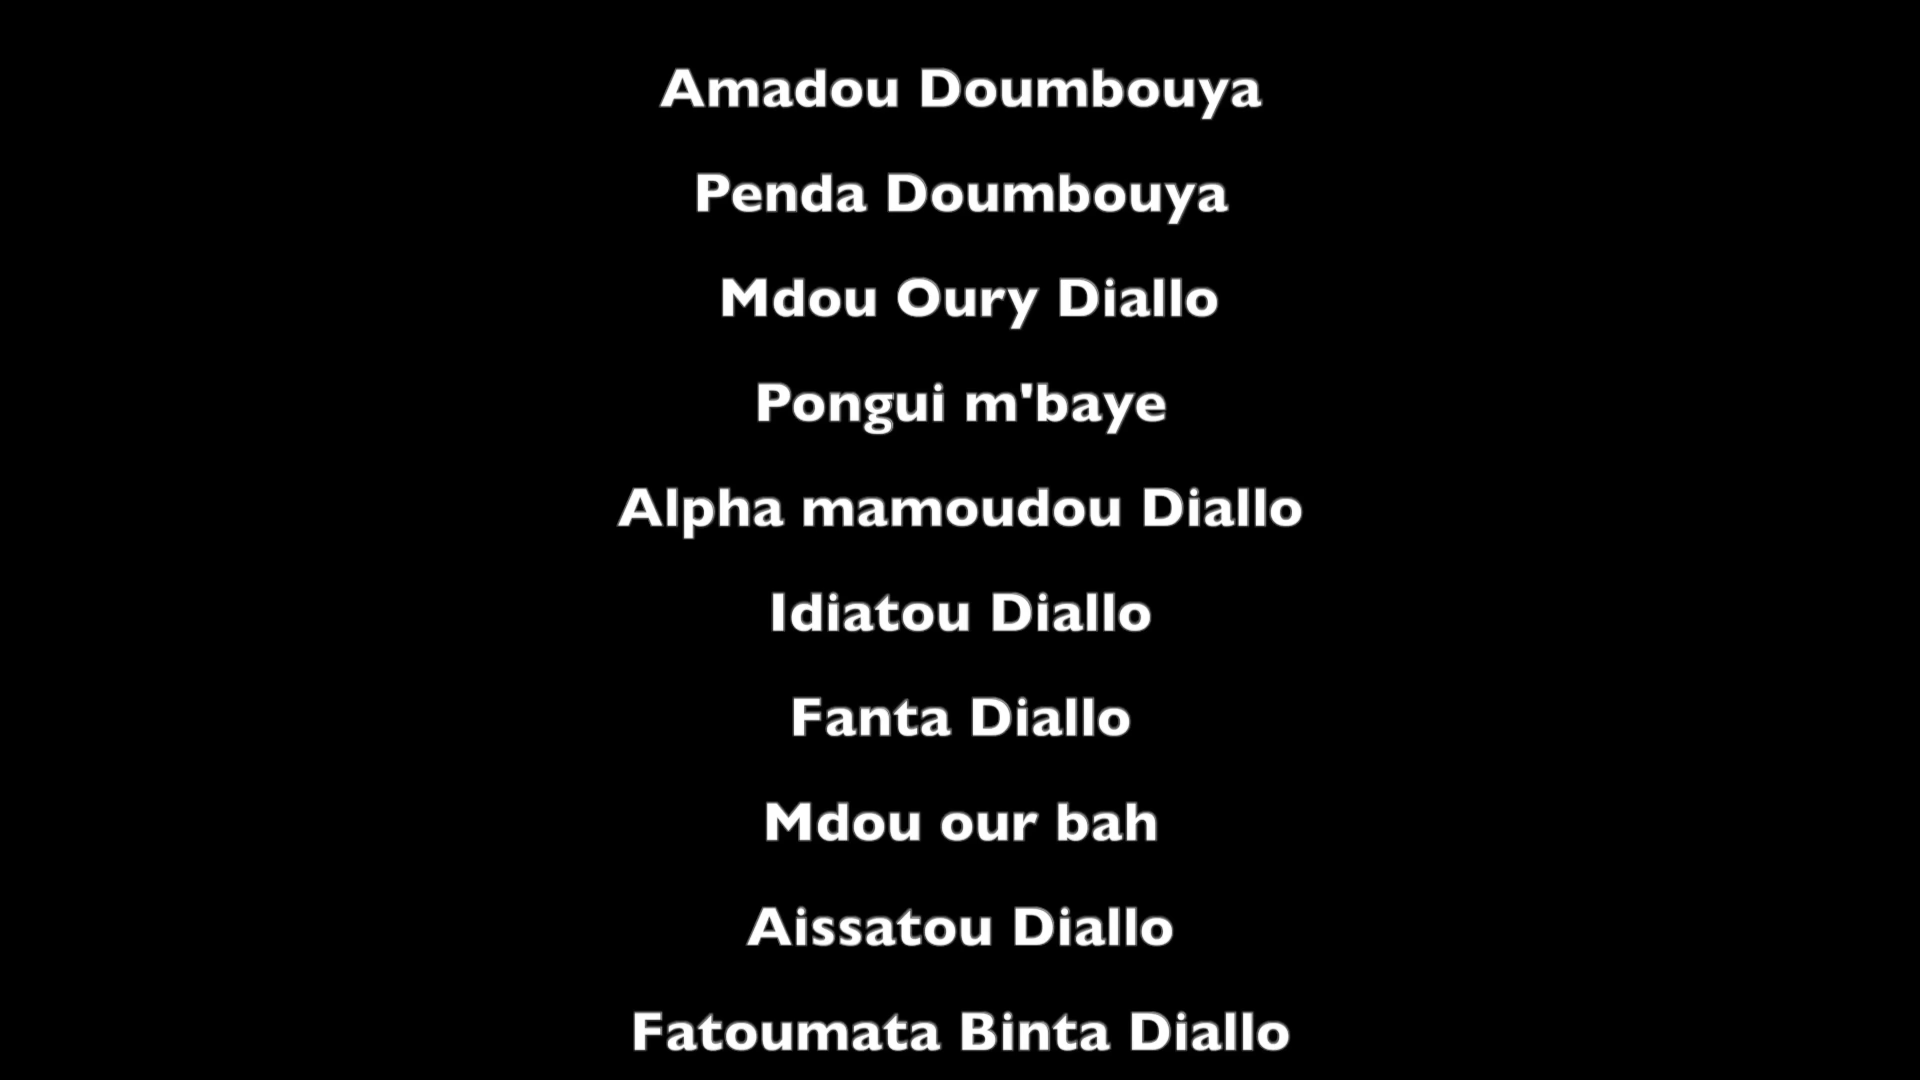 Amadou Doumbouya
Penda Doumbouya
Mdou Oury Diallo
Pongui m'baye
Alpha mamoudou Diallo
Idiatou Diallo
Fanta Diallo
Mdou our bah
Aissatou Diallo
Fatoumata Binta Diallo